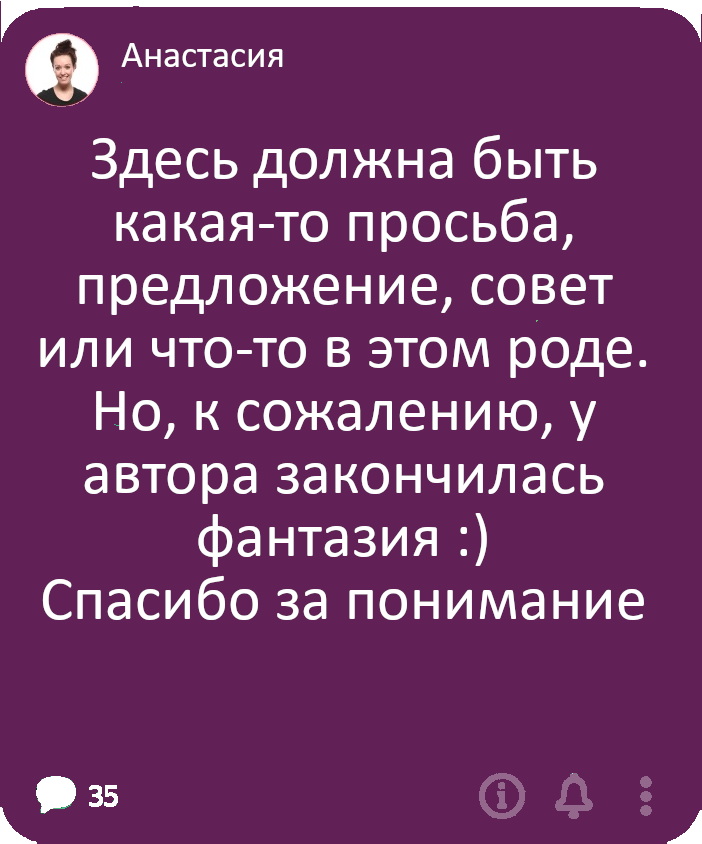 Анастасия
Здесь должна быть
какая-то просьба,
предложение, совет
или что-то в этом роде.
Но, к сожалению, у
автора закончилась
фантазия :)
Спасибо за понимание
35